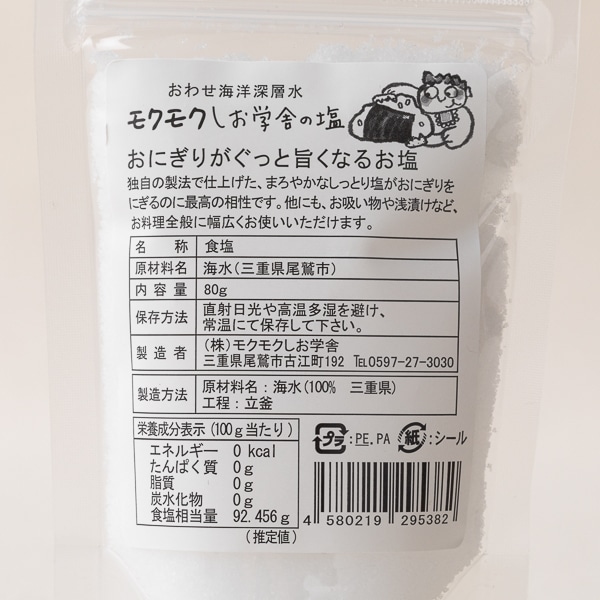 おわせ海洋深層水
モクモクしお学舎の塩
おにぎりがぐっと旨くなるお塩
独自の製法で仕上げた、まろやかなしっとり塩がおにぎりを
にぎるのに最高の相性です。他にも、お吸い物や浅漬けなど、
お料理全般に幅広くお使いいただけます。
名 称 食塩
原材料名 海水(三重県尾鷲市)
内容量 80g
保存方法 直射日光や高温多湿を避け、
常温にて保存して下さい。
製造者 (株)モクモクしお学舎
三重県尾鷲市古江町192 TEL0597-27-3030
製造方法 原材料名:海水(100% 三重県)
工程:立釜
栄養成分表示(100g当たり)
エネルギー 0kcal
たんぱく質 0g
脂質 0g
炭水化物 0g
食塩相当量 92.456g
(推定値)
プラ:PE.PA 紙:シール
4 580219 295382